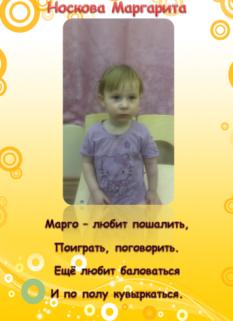 Носкова Маргарита
Марго – любит пошалить,
Поиграть, поговорить.
Ещё любит баловаться
И по полу кувыркаться.